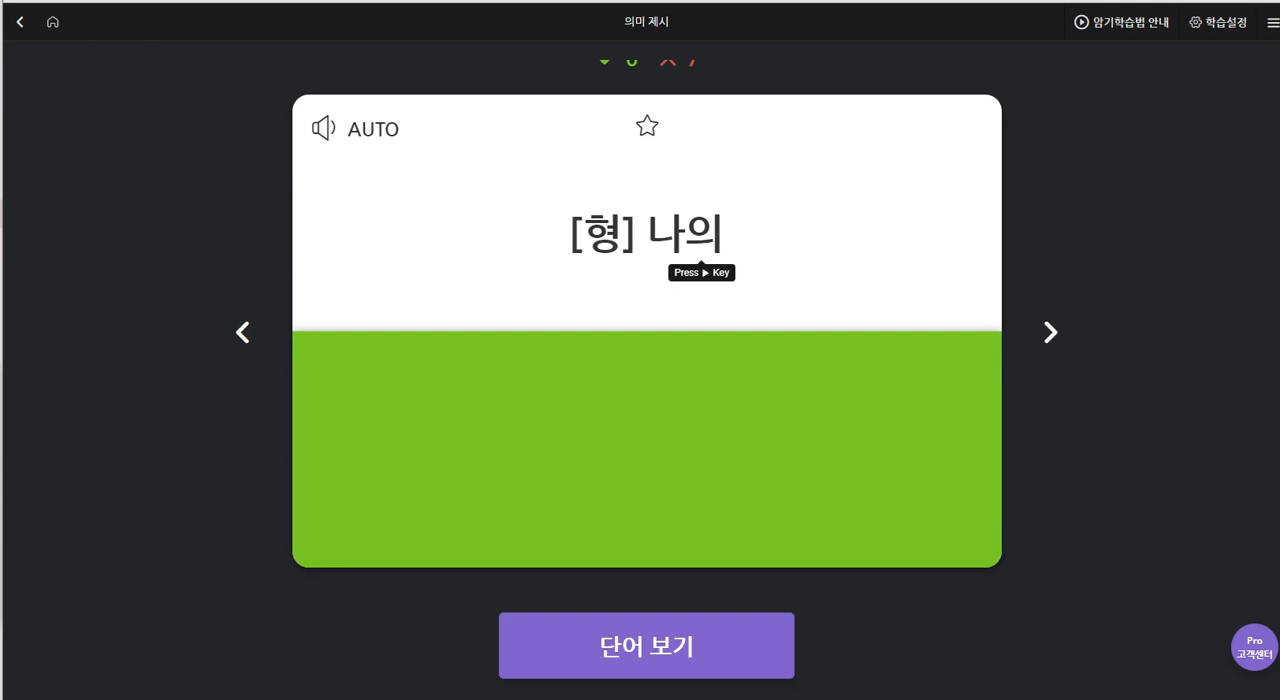 의미 제시
암기학습법 안내
학습설정
AUTO
[형] 나의
Press ▶ Key
단어 보기
Pro
고객센터